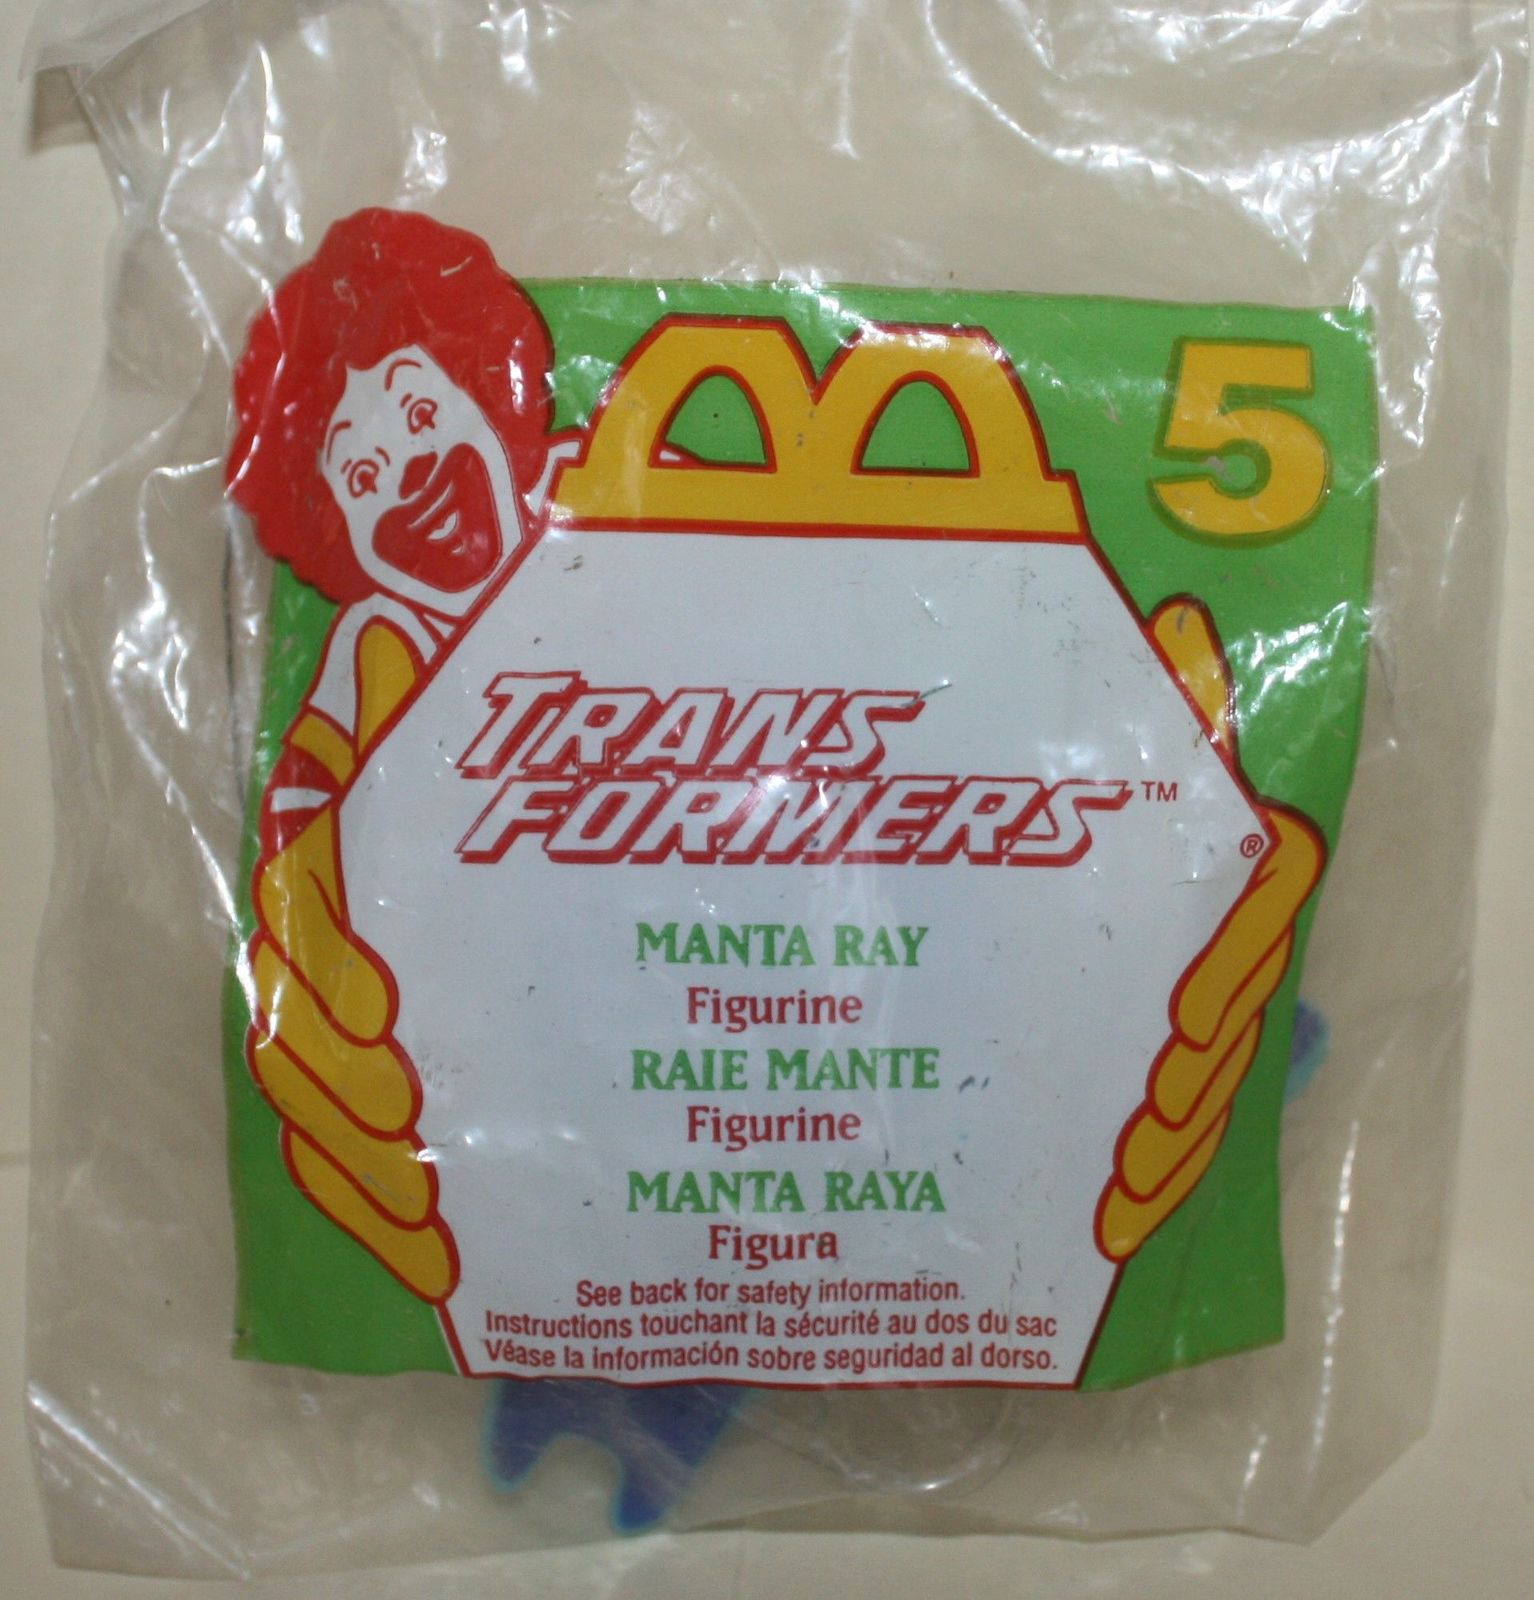 5
TRANS
FORMERS™
®
MANTA RAY
Figurine
RAIE MANTE
Figurine
MANTA RAYA
Figura
See back for safety information.
Instructions touchant la sécurité au dos du sac
Véase la información sobre seguridad al dorso.